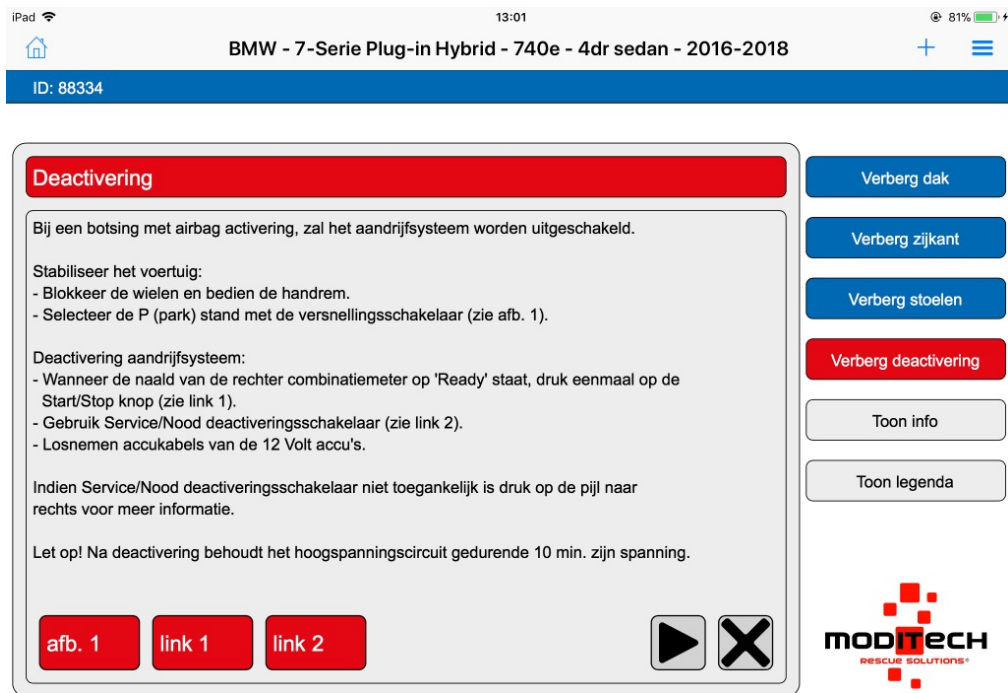 iPad 13:01 81%
BMW - 7-Serie Plug-in Hybrid - 740e - 4dr sedan - 2016-2018
ID: 88334
Deactivering
Bij een botsing met airbag activering, zal het aandrijfsysteem worden uitgeschakeld.
Stabiliseer het voertuig:
- Blokkeer de wielen en bedien de handrem.
- Selecteer de P (park) stand met de versnellingsschakelaar (zie afb. 1).
Deactivering aandrijfsysteem:
- Wanneer de naald van de rechter combinatiemeter op 'Ready' staat, druk eenmaal op de
Start/Stop knop (zie link 1).
- Gebruik Service/Nood deactiveringsschakelaar (zie link 2).
- Losnemen accukabels van de 12 Volt accu's.
Indien Service/Nood deactiveringsschakelaar niet toegankelijk is druk op de pijl naar
rechts voor meer informatie.
Let op! Na deactivering behoudt het hoogspanningscircuit gedurende 10 min. zijn spanning.
afb. 1
link 1
link 2
Verberg dak
Verberg zijkant
Verberg stoelen
Verberg deactivering
Toon info
Toon legenda
MODITECH
RESCUE SOLUTIONS®